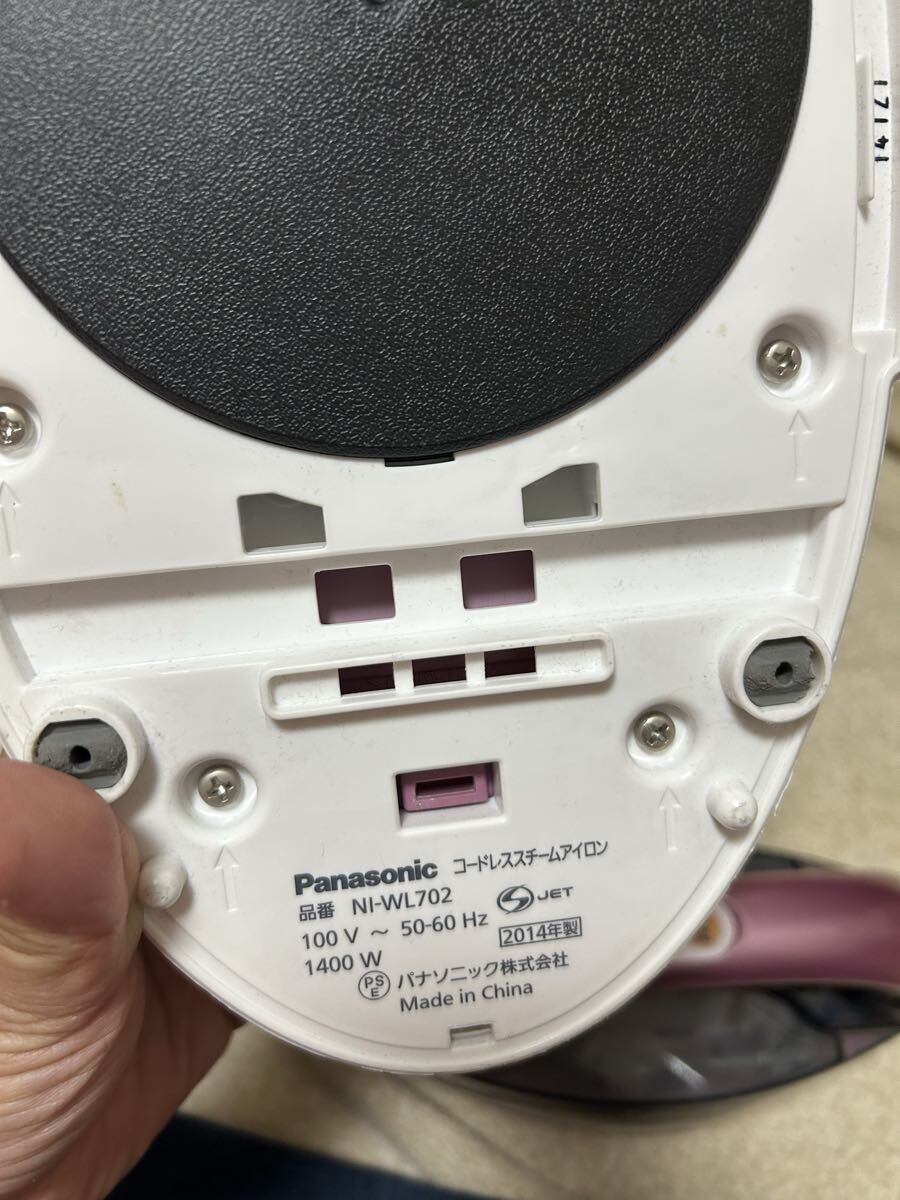 14121
Panasonic コードレススチームアイロン
品番 NI-WL702 S JET
100 V ～ 50-60 Hz 2014年製
1400 W
PS E パナソニック株式会社
Made in China